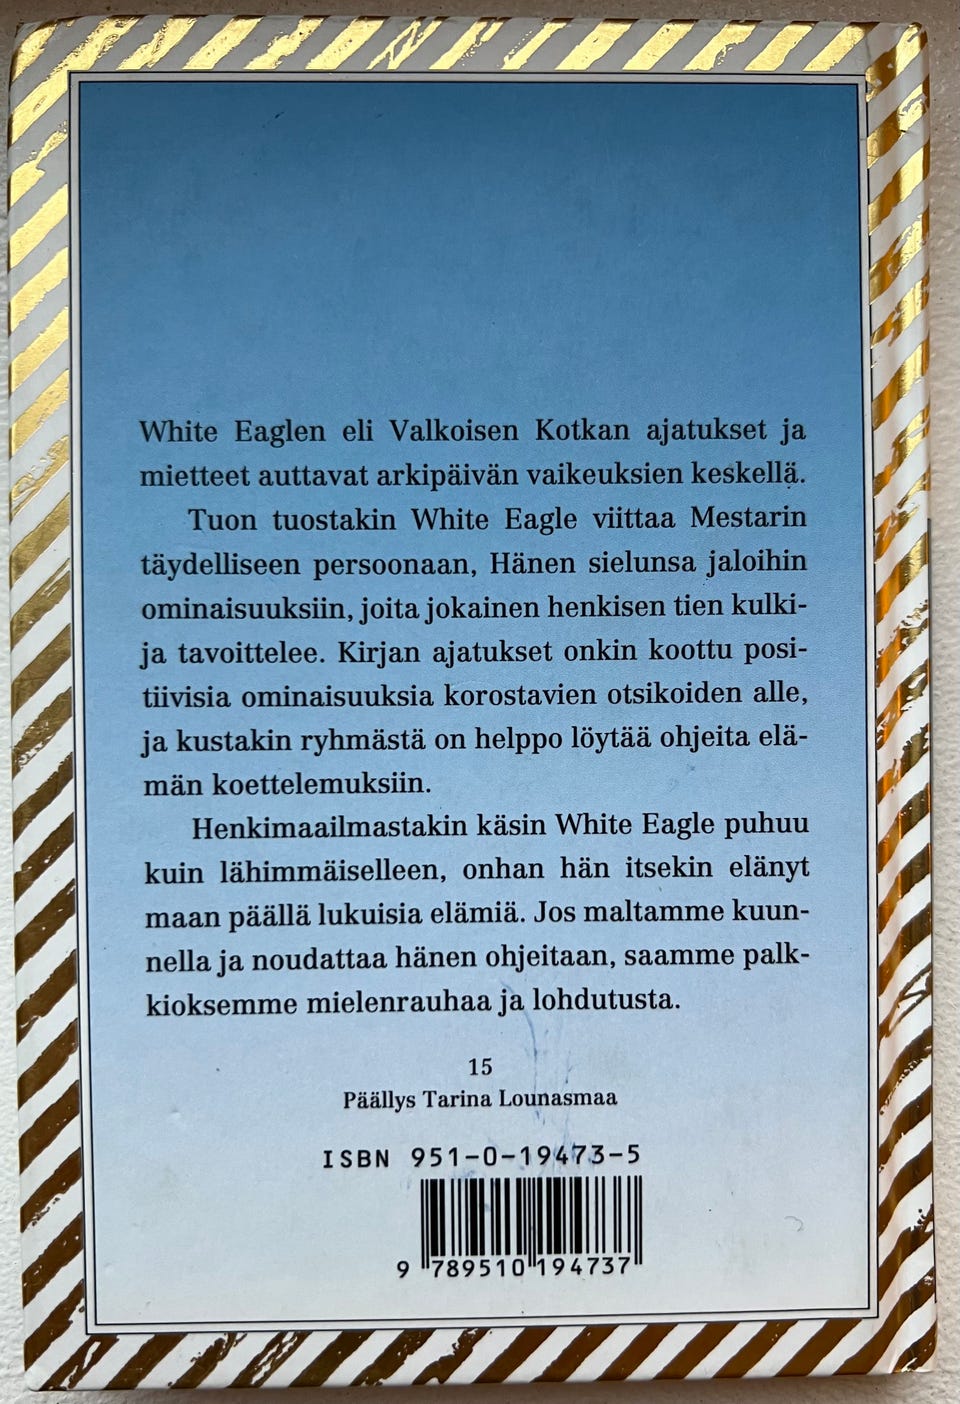 White Eaglen eli Valkoisen Kotkan ajatukset ja
mietteet auttavat arkipäivän vaikeuksien keskellä.
Tuon tuostakin White Eagle viittaa Mestarin
täydelliseen persoonaan, Hänen sielunsa jaloihin
ominaisuuksiin, joita jokainen henkisen tien kulki-
ja tavoittelee. Kirjan ajatukset onkin koottu posi-
tiivisia ominaisuuksia korostavien otsikoiden alle,
ja kustakin ryhmästä on helppo löytää ohjeita elä-
män koettelemuksiin.
Henkimaailmastakin käsin White Eagle puhuu
kuin lähimmäiselleen, onhan hän itsekin elänyt
maan päällä lukuisia elämiä. Jos maltamme kuun-
nella ja noudattaa hänen ohjeitaan, saamme palk-
kioksemme mielenrauhaa ja lohdutusta.
15
Päällys Tarina Lounasmaa
ISBN 951-0-19473-5
9 789510 194737